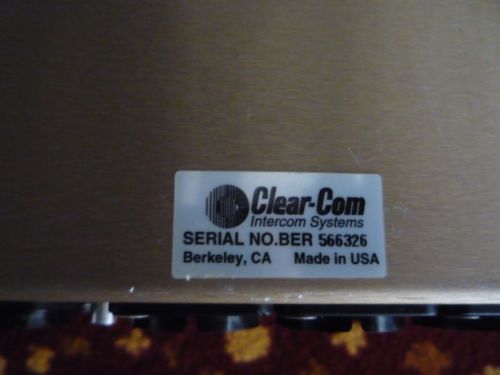 Clear-Com
Intercom Systems
SERIAL NO.BER 566326
Berkeley, CA Made in USA